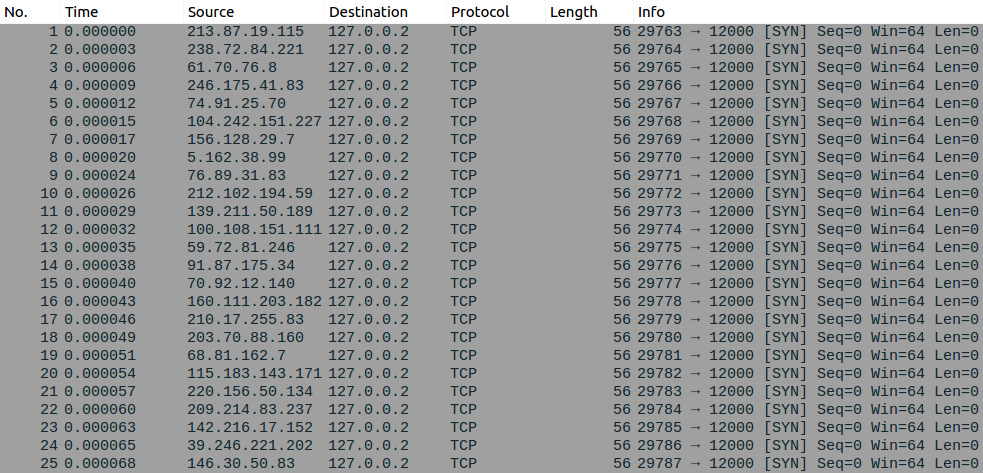 No. Time Source Destination Protocol Length Info
1 0.000000 213.87.19.115 127.0.0.2 TCP 56 29763 → 12000 [SYN] Seq=0 Win=64 Len=0
2 0.000003 238.72.84.221 127.0.0.2 TCP 56 29764 → 12000 [SYN] Seq=0 Win=64 Len=0
3 0.000006 61.70.76.8 127.0.0.2 TCP 56 29765 → 12000 [SYN] Seq=0 Win=64 Len=0
4 0.000009 246.175.41.83 127.0.0.2 TCP 56 29766 → 12000 [SYN] Seq=0 Win=64 Len=0
5 0.000012 74.91.25.70 127.0.0.2 TCP 56 29767 → 12000 [SYN] Seq=0 Win=64 Len=0
6 0.000015 104.242.151.227 127.0.0.2 TCP 56 29768 → 12000 [SYN] Seq=0 Win=64 Len=0
7 0.000017 156.128.29.7 127.0.0.2 TCP 56 29769 → 12000 [SYN] Seq=0 Win=64 Len=0
8 0.000020 5.162.38.99 127.0.0.2 TCP 56 29770 → 12000 [SYN] Seq=0 Win=64 Len=0
9 0.000024 76.89.31.83 127.0.0.2 TCP 56 29771 → 12000 [SYN] Seq=0 Win=64 Len=0
10 0.000026 212.102.194.59 127.0.0.2 TCP 56 29772 → 12000 [SYN] Seq=0 Win=64 Len=0
11 0.000029 139.211.50.189 127.0.0.2 TCP 56 29773 → 12000 [SYN] Seq=0 Win=64 Len=0
12 0.000032 100.108.151.111 127.0.0.2 TCP 56 29774 → 12000 [SYN] Seq=0 Win=64 Len=0
13 0.000035 59.72.81.246 127.0.0.2 TCP 56 29775 → 12000 [SYN] Seq=0 Win=64 Len=0
14 0.000038 91.87.175.34 127.0.0.2 TCP 56 29776 → 12000 [SYN] Seq=0 Win=64 Len=0
15 0.000040 70.92.12.140 127.0.0.2 TCP 56 29777 → 12000 [SYN] Seq=0 Win=64 Len=0
16 0.000043 160.111.203.182 127.0.0.2 TCP 56 29778 → 12000 [SYN] Seq=0 Win=64 Len=0
17 0.000046 210.17.255.83 127.0.0.2 TCP 56 29779 → 12000 [SYN] Seq=0 Win=64 Len=0
18 0.000049 203.70.88.160 127.0.0.2 TCP 56 29780 → 12000 [SYN] Seq=0 Win=64 Len=0
19 0.000051 68.81.162.7 127.0.0.2 TCP 56 29781 → 12000 [SYN] Seq=0 Win=64 Len=0
20 0.000054 115.183.143.171 127.0.0.2 TCP 56 29782 → 12000 [SYN] Seq=0 Win=64 Len=0
21 0.000057 220.156.50.134 127.0.0.2 TCP 56 29783 → 12000 [SYN] Seq=0 Win=64 Len=0
22 0.000060 209.214.83.237 127.0.0.2 TCP 56 29784 → 12000 [SYN] Seq=0 Win=64 Len=0
23 0.000063 142.216.17.152 127.0.0.2 TCP 56 29785 → 12000 [SYN] Seq=0 Win=64 Len=0
24 0.000065 39.246.221.202 127.0.0.2 TCP 56 29786 → 12000 [SYN] Seq=0 Win=64 Len=0
25 0.000068 146.30.50.83 127.0.0.2 TCP 56 29787 → 12000 [SYN] Seq=0 Win=64 Len=0